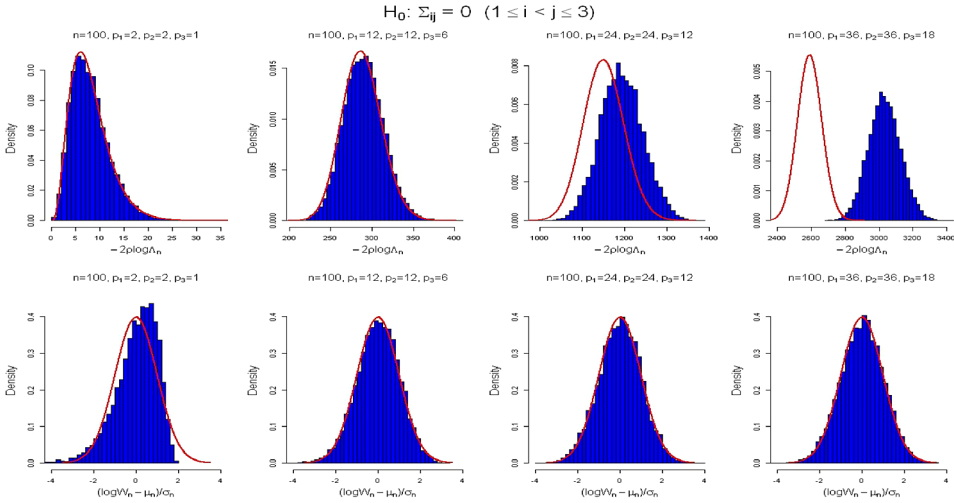 H₀: Σᵢⱼ = 0 (1 ≤ i < j ≤ 3)
n=100, p₁=2, p₂=2, p₃=1
n=100, p₁=12, p₂=12, p₃=6
n=100, p₁=24, p₂=24, p₃=12
n=100, p₁=36, p₂=36, p₃=18
Density
0.00 0.02 0.04 0.06 0.08 0.10
0 5 10 15 20 25 30 35
−2ρlogΛₙ
Density
0.000 0.005 0.010 0.015
200 250 300 350 400
−2ρlogΛₙ
Density
0.000 0.002 0.004 0.006 0.008
1000 1100 1200 1300 1400
−2ρlogΛₙ
Density
0.000 0.001 0.002 0.003 0.004 0.005
2400 2600 2800 3000 3200 3400
−2ρlogΛₙ
n=100, p₁=2, p₂=2, p₃=1
n=100, p₁=12, p₂=12, p₃=6
n=100, p₁=24, p₂=24, p₃=12
n=100, p₁=36, p₂=36, p₃=18
Density
0.0 0.1 0.2 0.3 0.4
-4 -2 0 2 4
(logWₙ − μₙ)/σₙ
Density
0.0 0.1 0.2 0.3 0.4
-4 -2 0 2 4
(logWₙ − μₙ)/σₙ
Density
0.0 0.1 0.2 0.3 0.4
-4 -2 0 2 4
(logWₙ − μₙ)/σₙ
Density
0.0 0.1 0.2 0.3 0.4
-4 -2 0 2 4
(logWₙ − μₙ)/σₙ